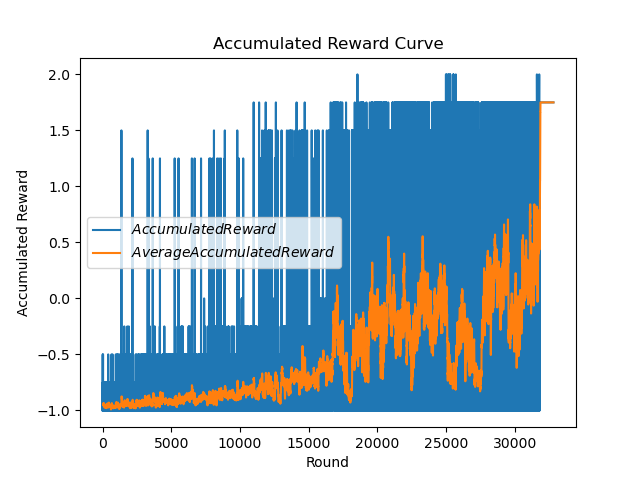 Accumulated Reward Curve
2.0
1.5
1.0
0.5
0.0
−0.5
−1.0
Accumulated Reward
AccumulatedReward
AverageAccumulatedReward
0 5000 10000 15000 20000 25000 30000
Round